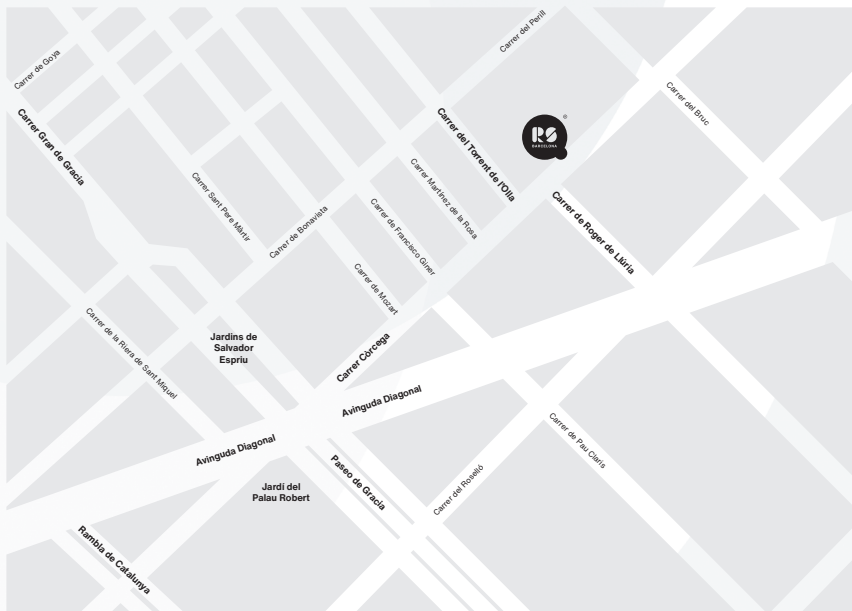 Carrer del Perill
Carrer de Goya
Carrer del Bruc
Carrer Gran de Gracia
Carrer del Torrent de l'Olla
®
RS
BARCELONA
Carrer Martínez de la Rosa
Carrer Sant Pere Màrtir
Carrer de Bonavista
Carrer de Francisco Giner
Carrer de Roger de Llúria
Carrer de Mozart
Carrer de la Riera de Sant Miquel
Jardins de
Salvador
Espriu
Carrer Còrcega
Avinguda Diagonal
Avinguda Diagonal
Carrer de Pau Claris
Paseo de Gracia
Carrer del Roselló
Jardí del
Palau Robert
Rambla de Catalunya